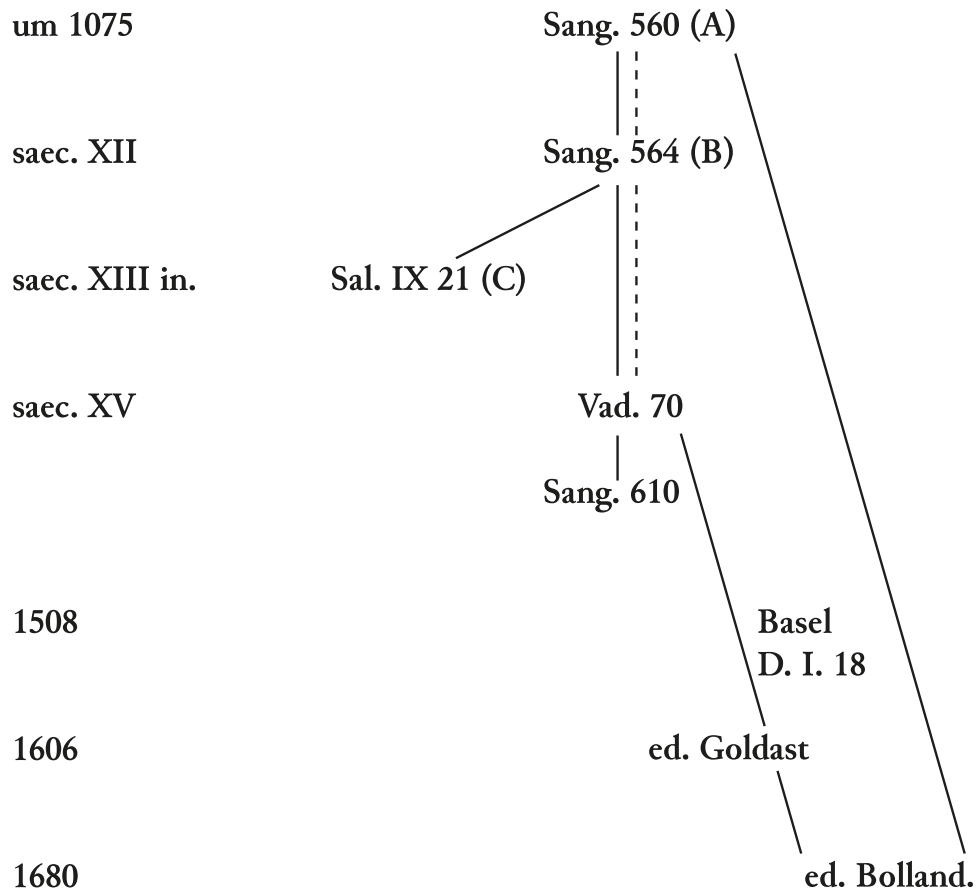 um 1075 Sang. 560 (A)
saec. XII Sang. 564 (B)
saec. XIII in. Sal. IX 21 (C)
saec. XV Vad. 70
Sang. 610
1508 Basel
D. I. 18
1606 ed. Goldast
1680 ed. Bolland.